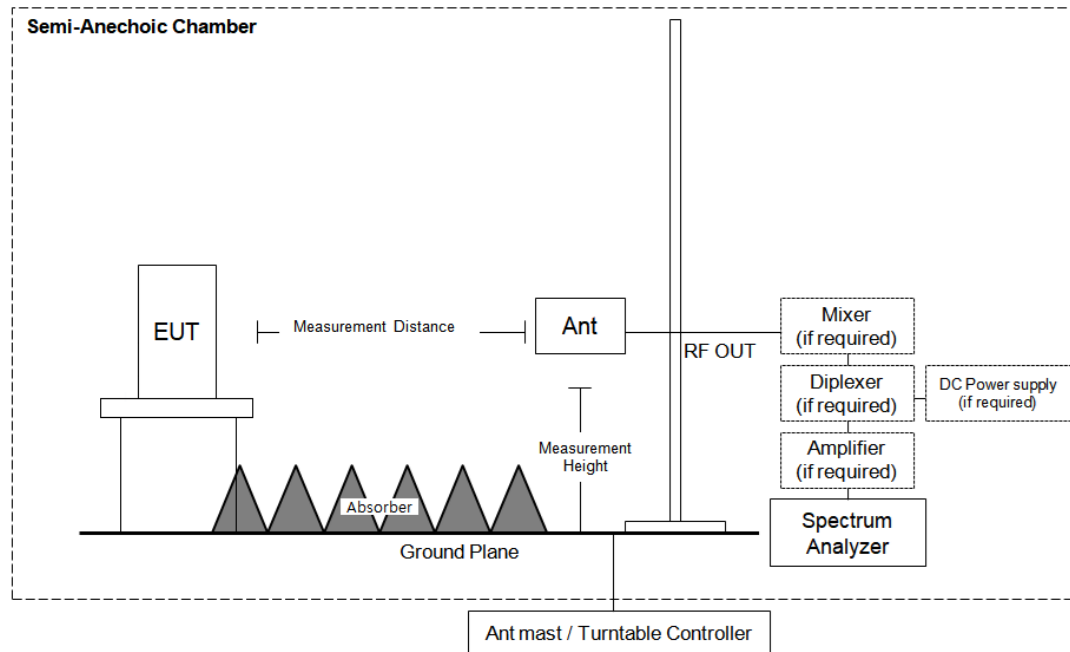 Semi-Anechoic Chamber
EUT
Measurement Distance
Ant
RF OUT
Mixer
(if required)
Diplexer
(if required)
DC Power supply
(if required)
Measurement
Height
Amplifier
(if required)
Absorber
Spectrum
Analyzer
Ground Plane
Ant mast / Turntable Controller